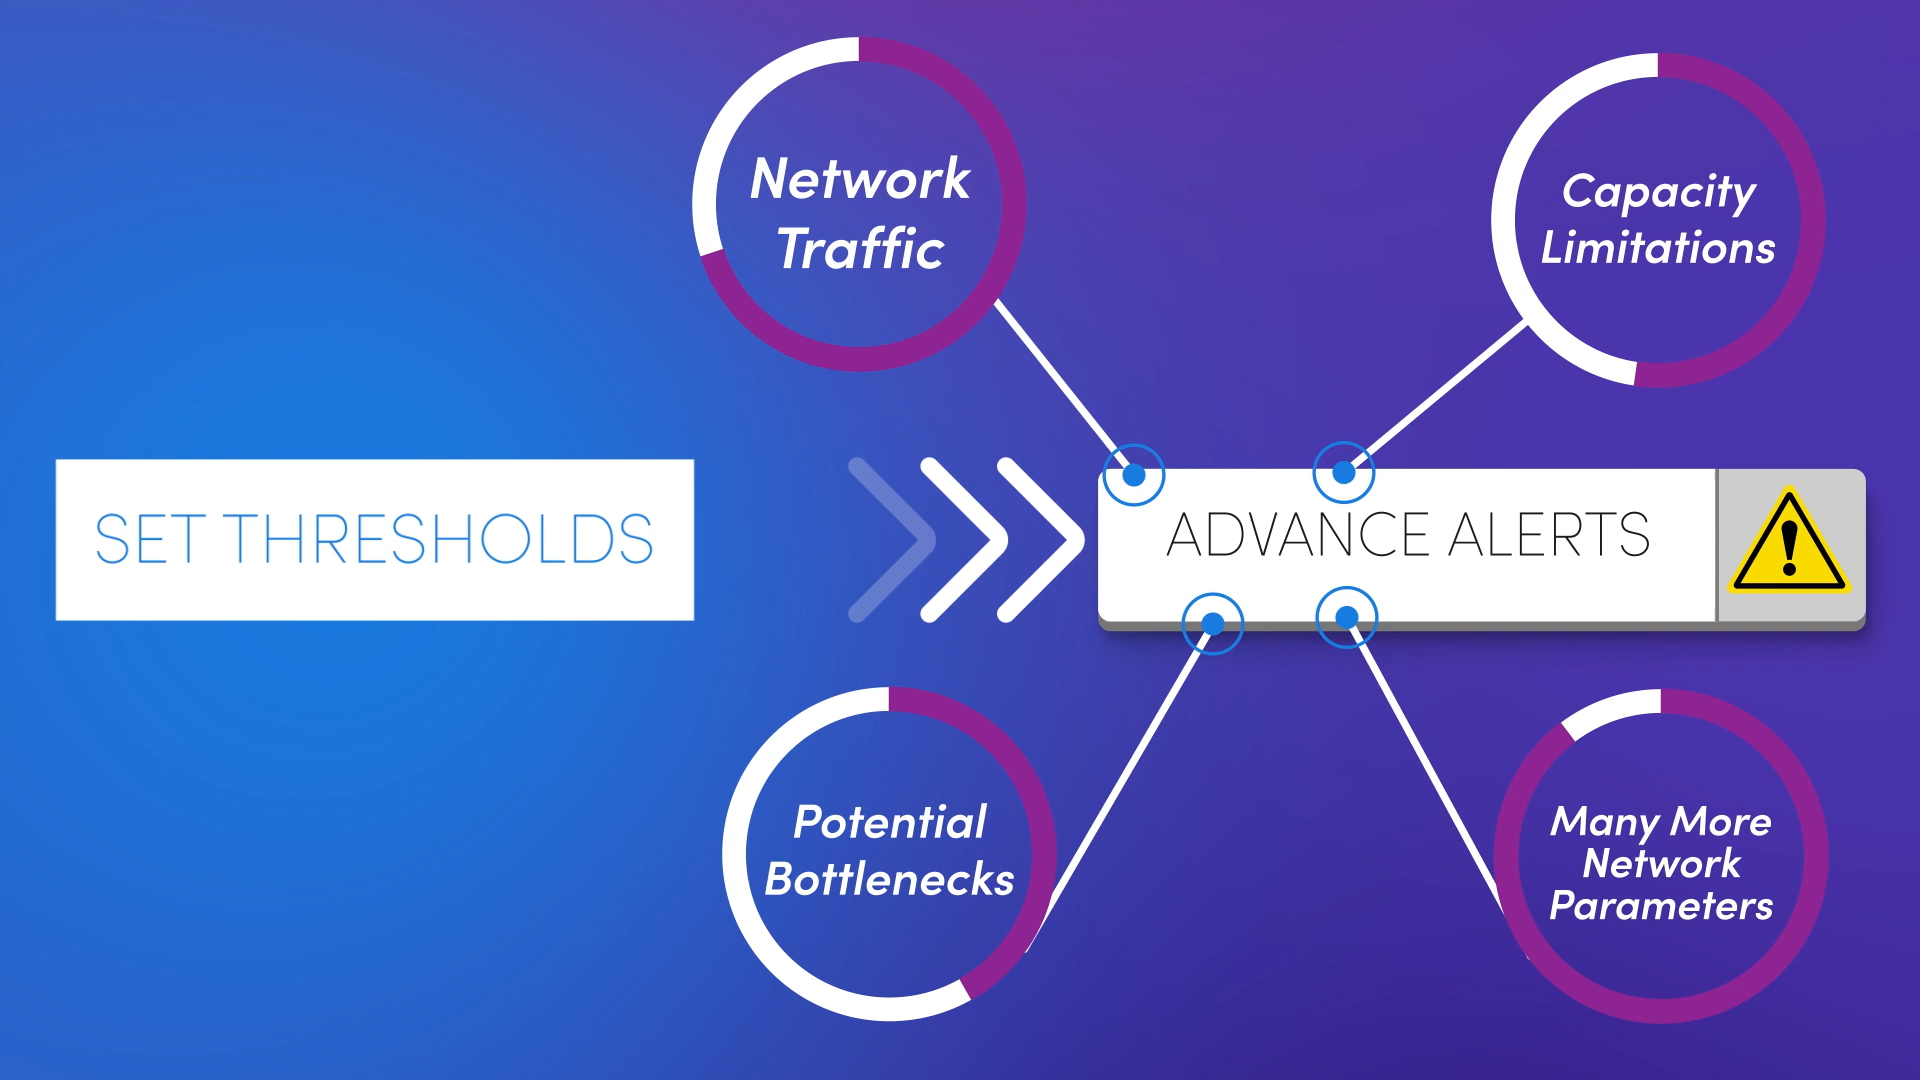 Network
Traffic
Capacity
Limitations
SET THRESHOLDS
ADVANCE ALERTS
Potential
Bottlenecks
Many More
Network
Parameters